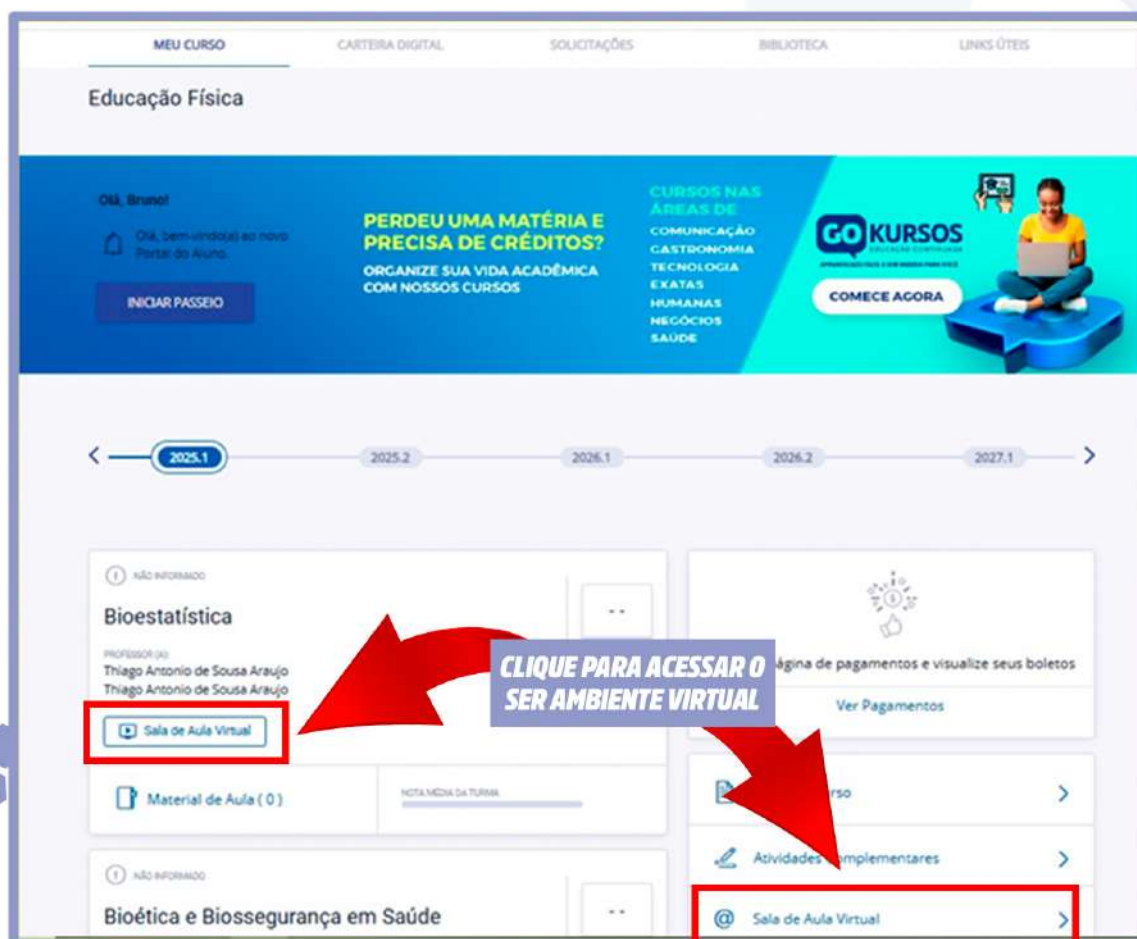 MEU CURSO
CARTEIRA DIGITAL
SOLICITAÇÕES
BIBLIOTECA
LINKS ÚTEIS
Educação Física
Olá, Bruno!
Olá, bem-vindo(a) ao novo
Portal do Aluno.
INICIAR PASSEIO
PERDEU UMA MATÉRIA E
PRECISA DE CRÉDITOS?
ORGANIZE SUA VIDA ACADÊMICA
COM NOSSOS CURSOS
CURSOS NAS
ÁREAS DE
COMUNICAÇÃO
GASTRONOMIA
TECNOLOGIA
EXATAS
HUMANAS
NEGÓCIOS
SAÚDE
GO KURSOS
EDUCAÇÃO CONTINUADA
COMECE AGORA
2025.1
2025.2
2026.1
2026.2
2027.1
NÃO INFORMADO
Bioestatística
PROFESSOR (A)
Thiago Antonio de Sousa Araujo
Thiago Antonio de Sousa Araujo
Sala de Aula Virtual
Material de Aula ( 0 )
NOTA MÉDIA DA TURMA
- -
CLIQUE PARA ACESSAR O
SER AMBIENTE VIRTUAL
página de pagamentos e visualize seus boletos
Ver Pagamentos
Atividades Complementares
@ Sala de Aula Virtual
NÃO INFORMADO
Bioética e Biossegurança em Saúde
- -